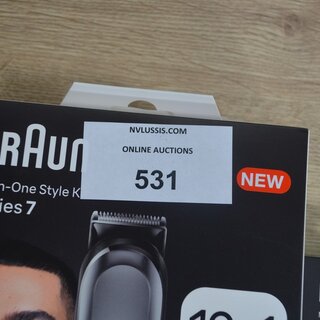 NVLUSSIS.COM
ONLINE AUCTIONS
531
BRAUN
NEW
n-One Style K
ies 7